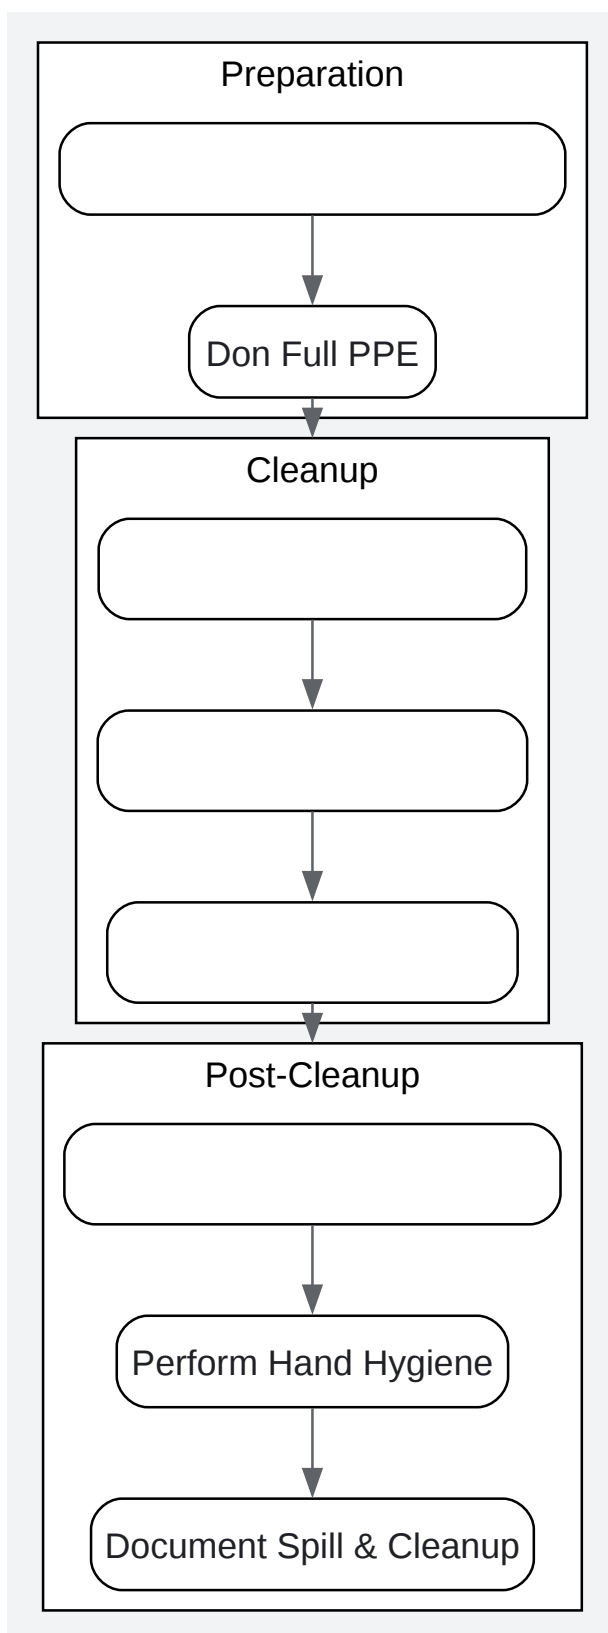 Preparation
Don Full PPE
Cleanup
Post-Cleanup
Perform Hand Hygiene
Document Spill & Cleanup